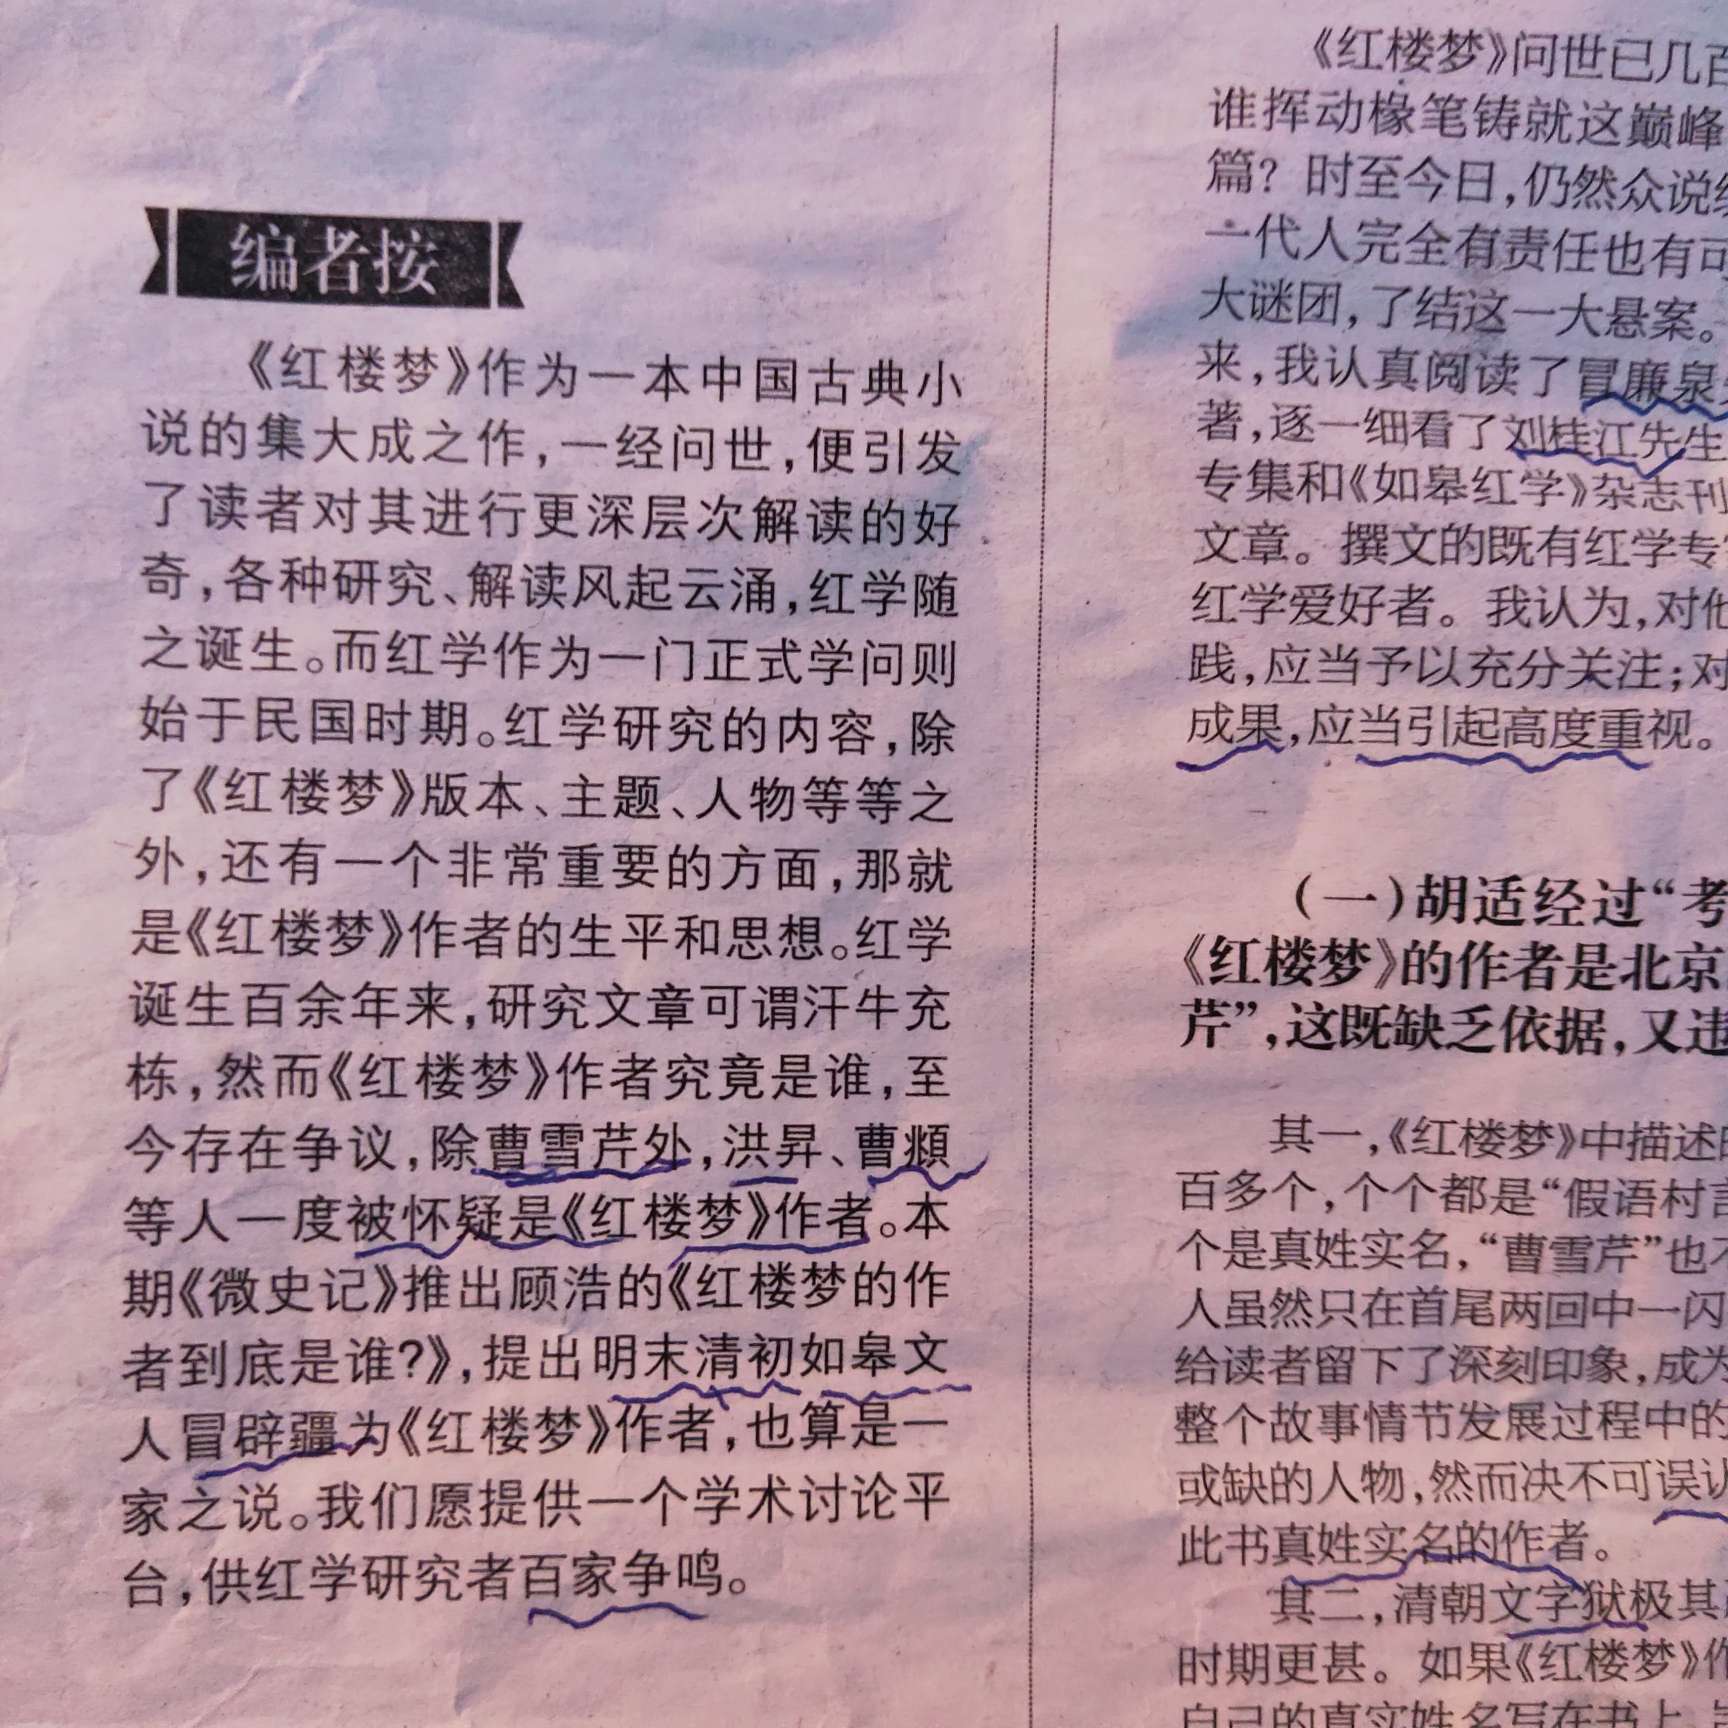 编者按
《红楼梦》作为一本中国古典小
说的集大成之作，一经问世，便引发
了读者对其进行更深层次解读的好
奇，各种研究、解读风起云涌，红学随
之诞生。而红学作为一门正式学问则
始于民国时期。红学研究的内容，除
了《红楼梦》版本、主题、人物等等之
外，还有一个非常重要的方面，那就
是《红楼梦》作者的生平和思想。红学
诞生百余年来，研究文章可谓汗牛充
栋，然而《红楼梦》作者究竟是谁，至
今存在争议，除曹雪芹外，洪昇、曹頫
等人一度被怀疑是《红楼梦》作者。本
期《微史记》推出顾浩的《红楼梦的作
者到底是谁？》，提出明末清初如皋文
人冒辟疆为《红楼梦》作者，也算是一
家之说。我们愿提供一个学术讨论平
台，供红学研究者百家争鸣。
《红楼梦》问世已几百
谁挥动椽笔铸就这巅峰
篇？时至今日，仍然众说
一代人完全有责任也有可
大谜团，了结这一大悬案。
来，我认真阅读了冒廉泉
著，逐一细看了刘桂江先生
专集和《如皋红学》杂志刊
文章。撰文的既有红学专
红学爱好者。我认为，对他
践，应当予以充分关注；对
成果，应当引起高度重视。
（一）胡适经过“考
《红楼梦》的作者是北京
芹”，这既缺乏依据，又违
其一，《红楼梦》中描述
百多个，个个都是“假语村言
个是真姓实名，“曹雪芹”也不
人虽然只在首尾两回中一闪
给读者留下了深刻印象，成为
整个故事情节发展过程中的
或缺的人物，然而决不可误认
此书真姓实名的作者。
其二，清朝文字狱极其
时期更甚。如果《红楼梦》作
自己的真实姓名写在书上